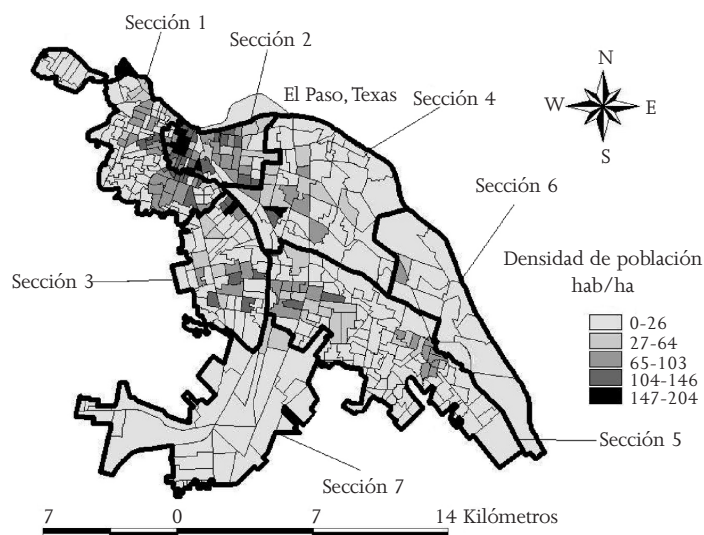 Sección 1
Sección 2
El Paso, Texas
Sección 4
N
W
E
S
Sección 6
Densidad de población
hab/ha
Sección 3
0-26
27-64
65-103
104-146
147-204
Sección 5
Sección 7
7 0 7 14 Kilómetros